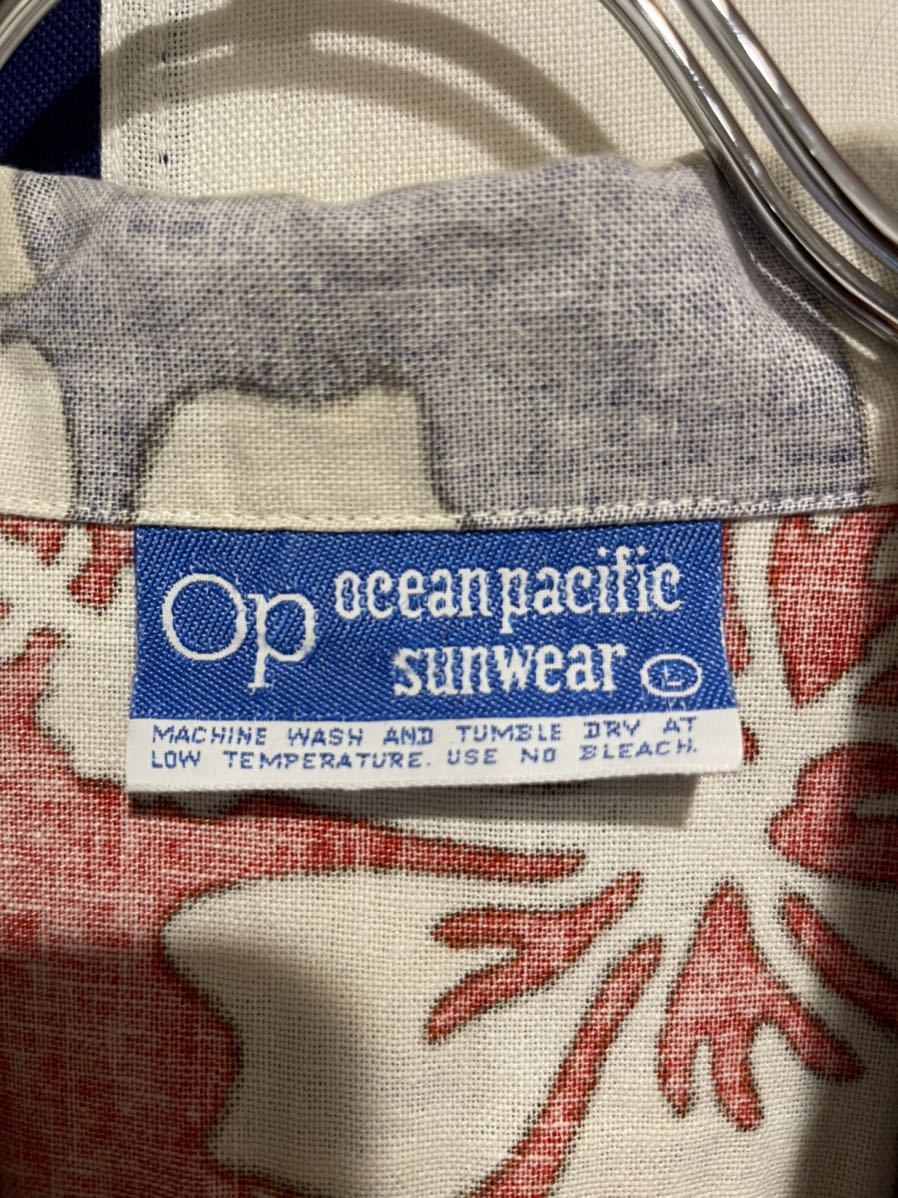 Op ocean pacific
sunwear L
MACHINE WASH AND TUMBLE DRY AT
LOW TEMPERATURE. USE NO BLEACH.